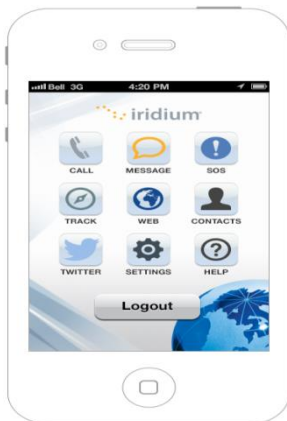 Bell 3G 4:20 PM
iridium
CALL MESSAGE SOS
TRACK WEB CONTACTS
TWITTER SETTINGS HELP
Logout